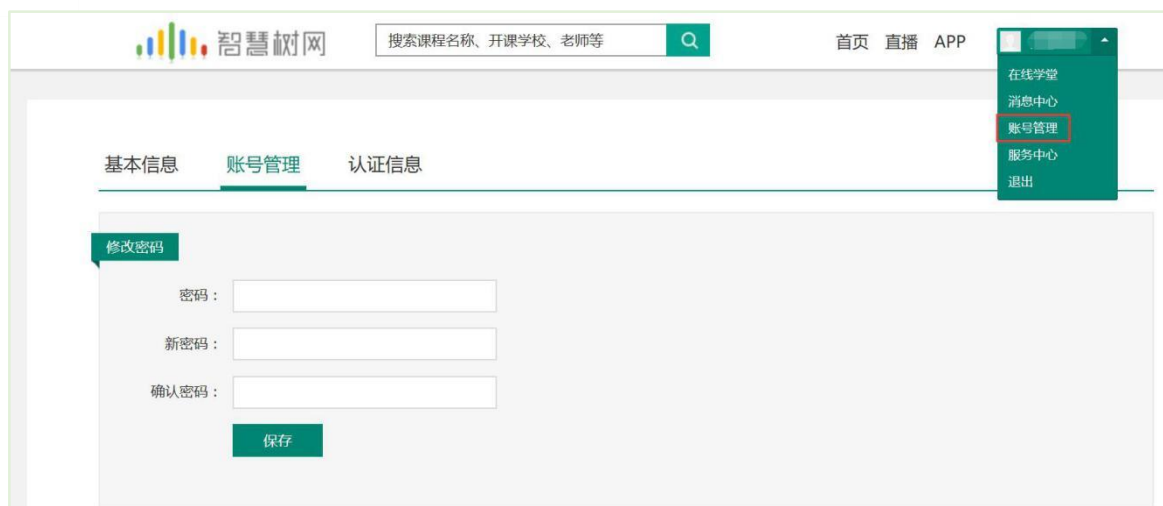 智慧树网
搜索课程名称、开课学校、老师等
首页 直播 APP
在线学堂
消息中心
账号管理
服务中心
退出
基本信息 账号管理 认证信息
修改密码
密码：
新密码：
确认密码：
保存